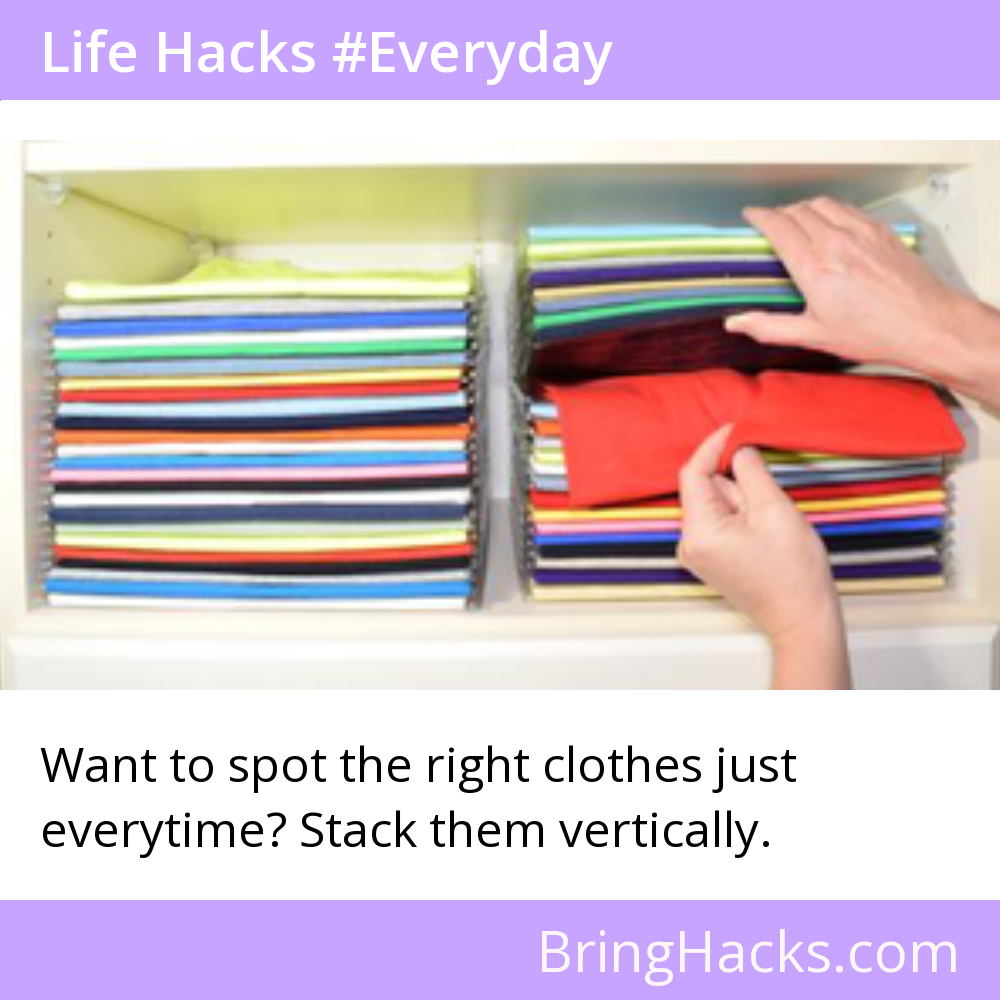 Life Hacks #Everyday
Want to spot the right clothes just
everytime? Stack them vertically.
BringHacks.com